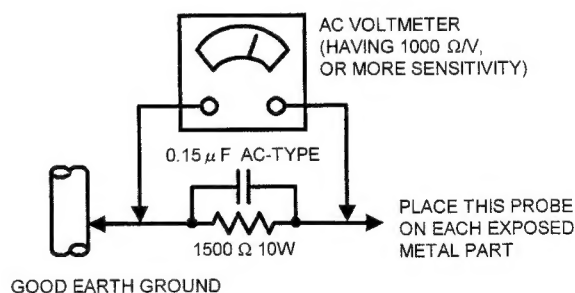 AC VOLTMETER
(HAVING 1000 Ω/V,
OR MORE SENSITIVITY)
0.15 μ F AC-TYPE
1500 Ω 10W
PLACE THIS PROBE
ON EACH EXPOSED
METAL PART
GOOD EARTH GROUND